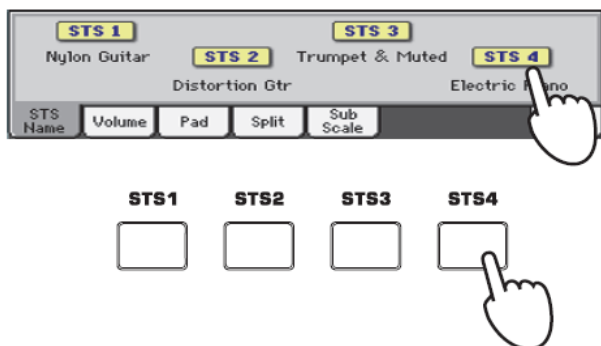 STS 1 STS 3
Nylon Guitar STS 2 Trumpet & Muted STS 4
Distortion Gtr Electric
STS Name Volume Pad Split Sub Scale
STS1 STS2 STS3 STS4